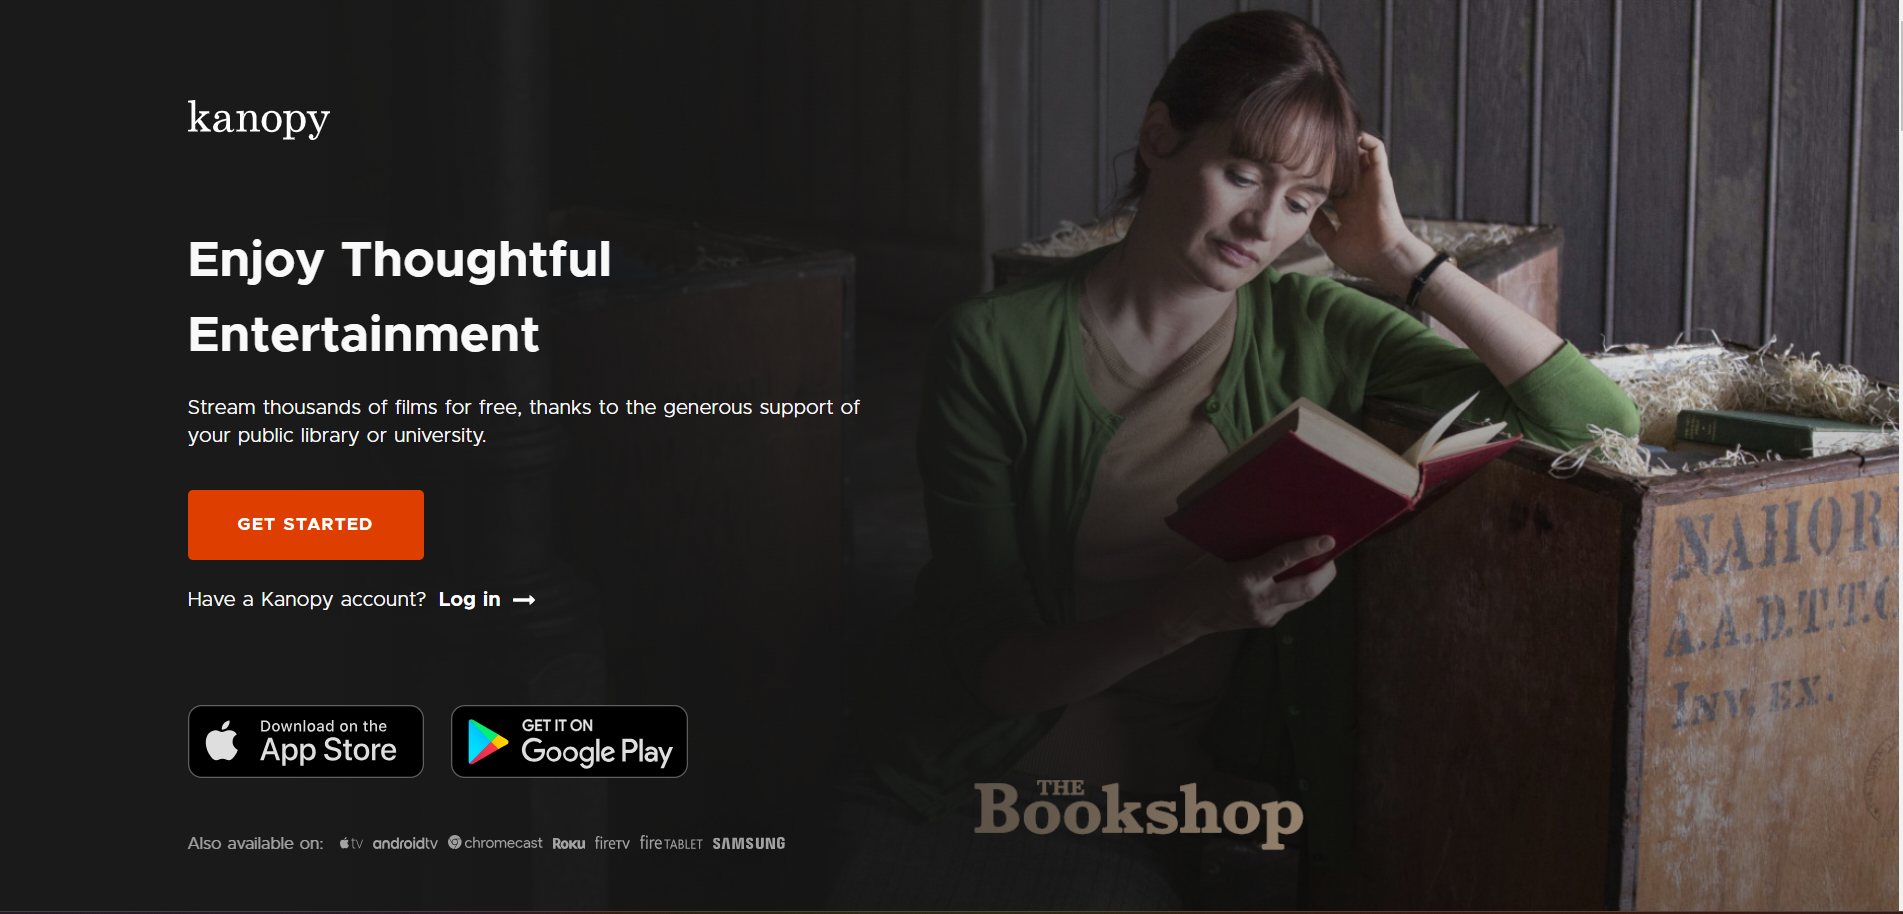 kanopy
Enjoy Thoughtful
Entertainment
Stream thousands of films for free, thanks to the generous support of
your public library or university.
GET STARTED
Have a Kanopy account? Log in
Download on the
App Store
GET IT ON
Google Play
Also available on: tv androidtv chromecast Roku fireTV fire TABLET SAMSUNG
THE
Bookshop
A.A.D.T.T.
INV. EX.